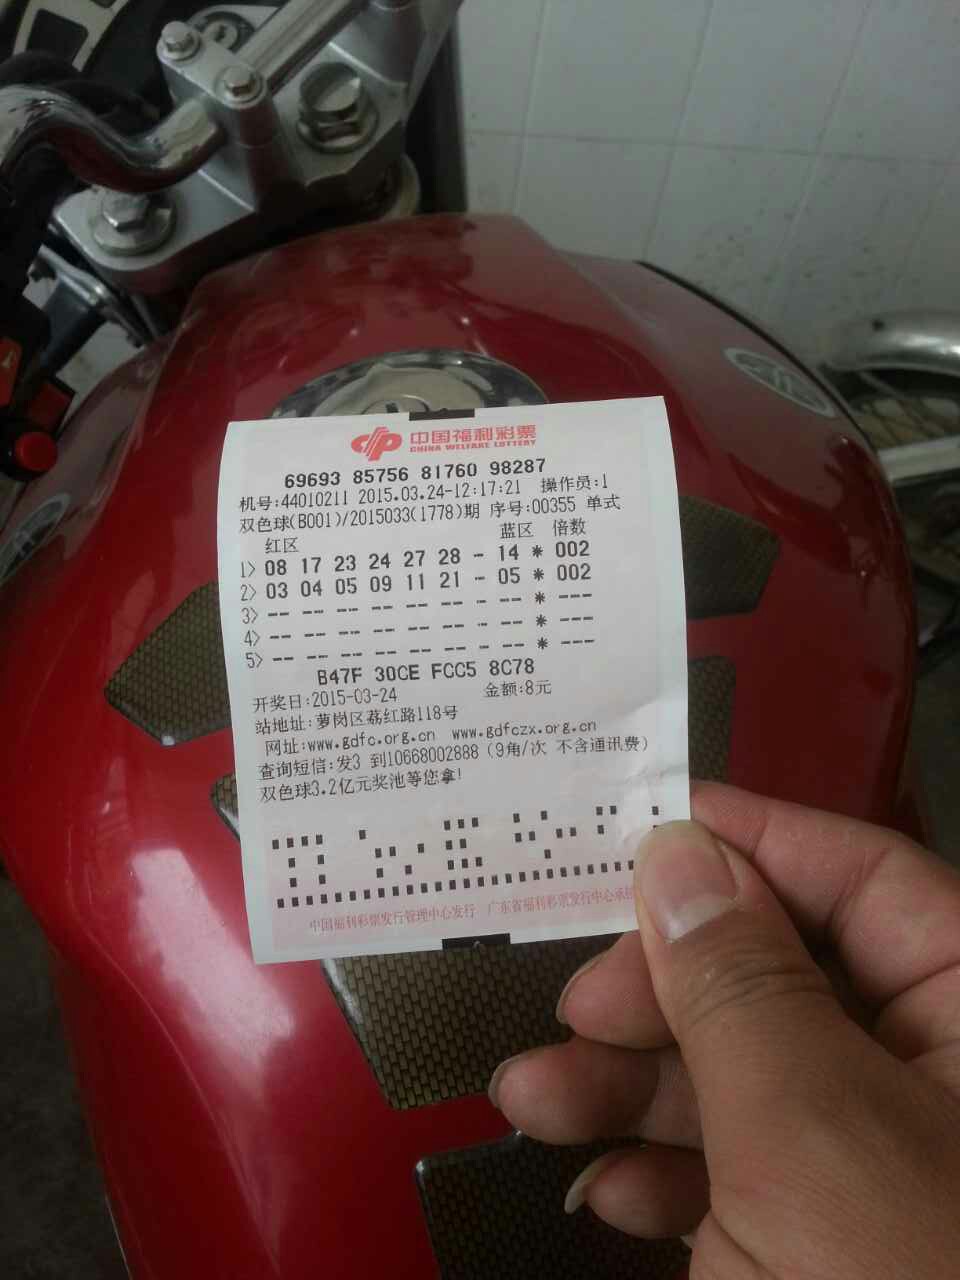 中国福利彩票
CHINA WELFARE LOTTERY
69693 85756 81760 98287
机号:44010211 2015.03.24-12:17:21 操作员:1
双色球(B001)/2015033(1778)期 序号:00355 单式
红区 蓝区 倍数
1> 08 17 23 24 27 28 - 14 * 002
2> 03 04 05 09 11 21 - 05 * 002
3> -- -- -- -- -- -- - -- * ---
4> -- -- -- -- -- -- - -- * ---
5> -- -- -- -- -- -- - -- * ---
B47F 30CE FCC5 8C78
开奖日:2015-03-24 金额:8元
站地址:萝岗区荔红路118号
网址:www.gdfc.org.cn www.gdfczx.org.cn
查询短信:发3 到10668002888 (9角/次 不含通讯费)
双色球3.2亿元奖池等您拿!
中国福利彩票发行管理中心发行 广东省福利彩票发行中心承销